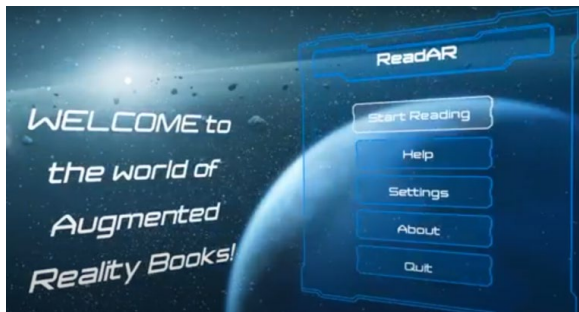 WELCOME to
the world of
Augmented
Reality Books!
ReadAR
Start Reading
Help
Settings
About
Quit